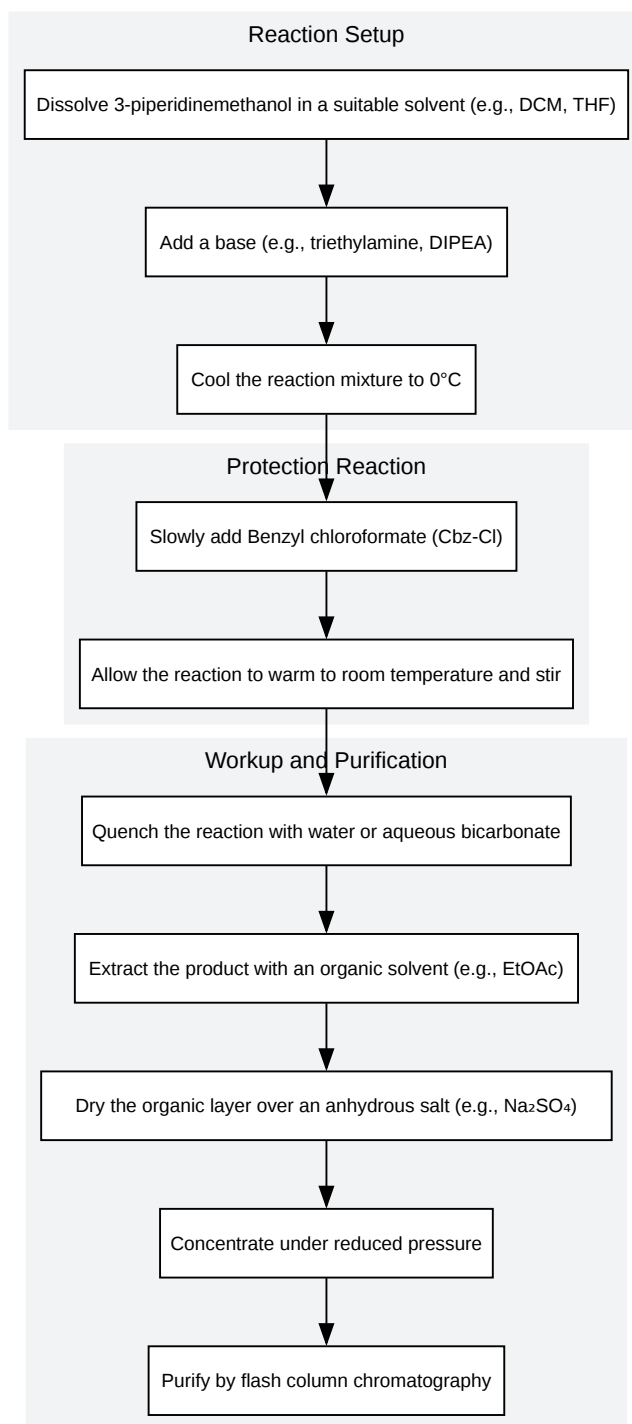 Reaction Setup
Dissolve 3-piperidinemethanol in a suitable solvent (e.g., DCM, THF)
Add a base (e.g., triethylamine, DIPEA)
Cool the reaction mixture to 0°C
Protection Reaction
Slowly add Benzyl chloroformate (Cbz-Cl)
Allow the reaction to warm to room temperature and stir
Workup and Purification
Quench the reaction with water or aqueous bicarbonate
Extract the product with an organic solvent (e.g., EtOAc)
Dry the organic layer over an anhydrous salt (e.g., Na₂SO₄)
Concentrate under reduced pressure
Purify by flash column chromatography